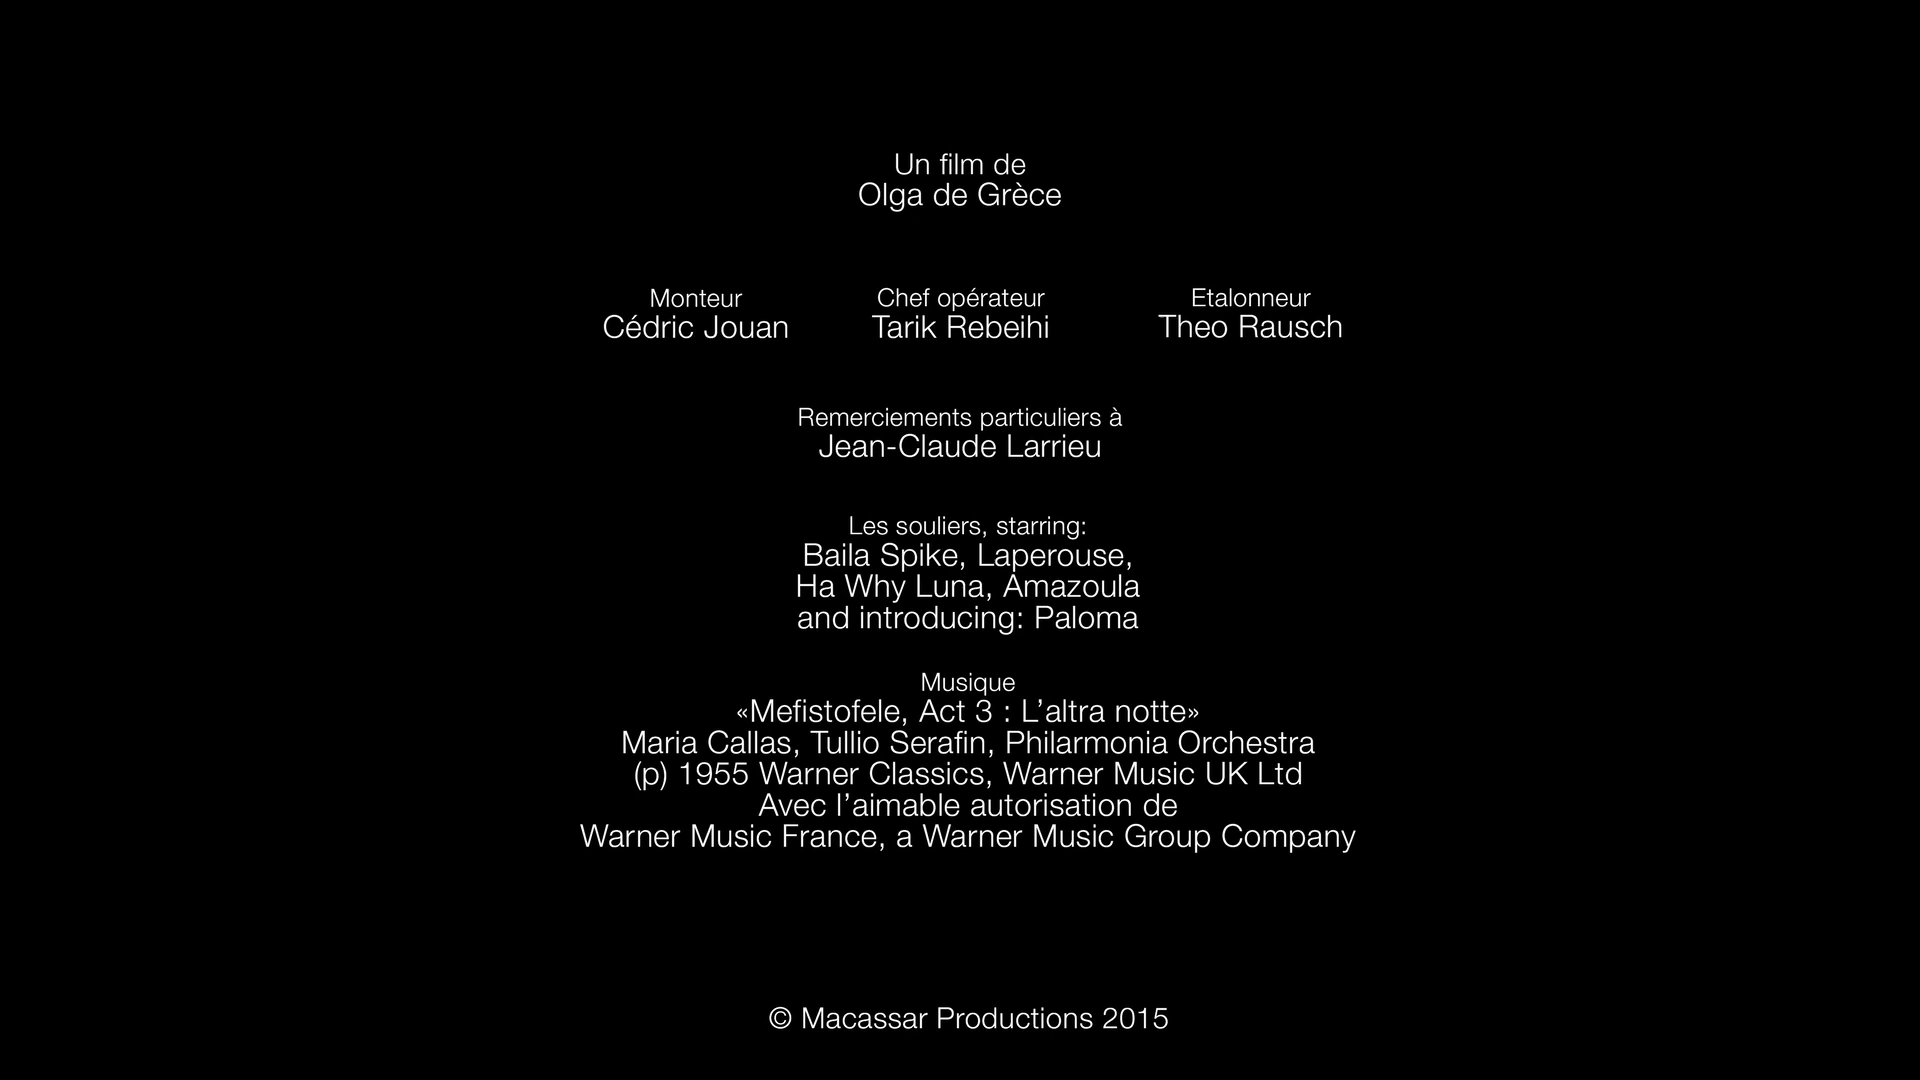 Un film de
Olga de Grèce
Monteur
Cédric Jouan
Chef opérateur
Tarik Rebeihi
Etalonneur
Theo Rausch
Remerciements particuliers à
Jean-Claude Larrieu
Les souliers, starring:
Baila Spike, Laperouse,
Ha Why Luna, Amazoula
and introducing: Paloma
Musique
«Mefistofele, Act 3 : L’altra notte»
Maria Callas, Tullio Serafin, Philarmonia Orchestra
(p) 1955 Warner Classics, Warner Music UK Ltd
Avec l’aimable autorisation de
Warner Music France, a Warner Music Group Company
© Macassar Productions 2015